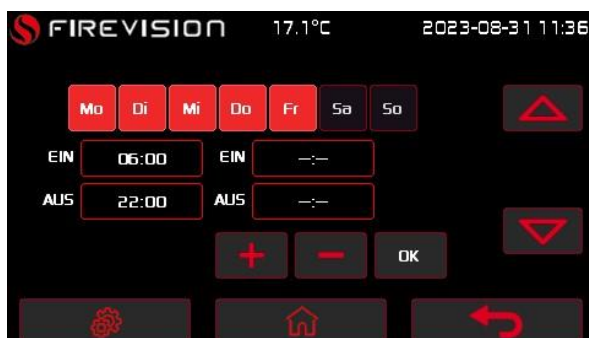 FIREVISION 17.1°C 2023-08-31 11:36
Mo Di Mi Do Fr Sa So
EIN 06:00 EIN --:--
AUS 22:00 AUS --:--
+ - OK